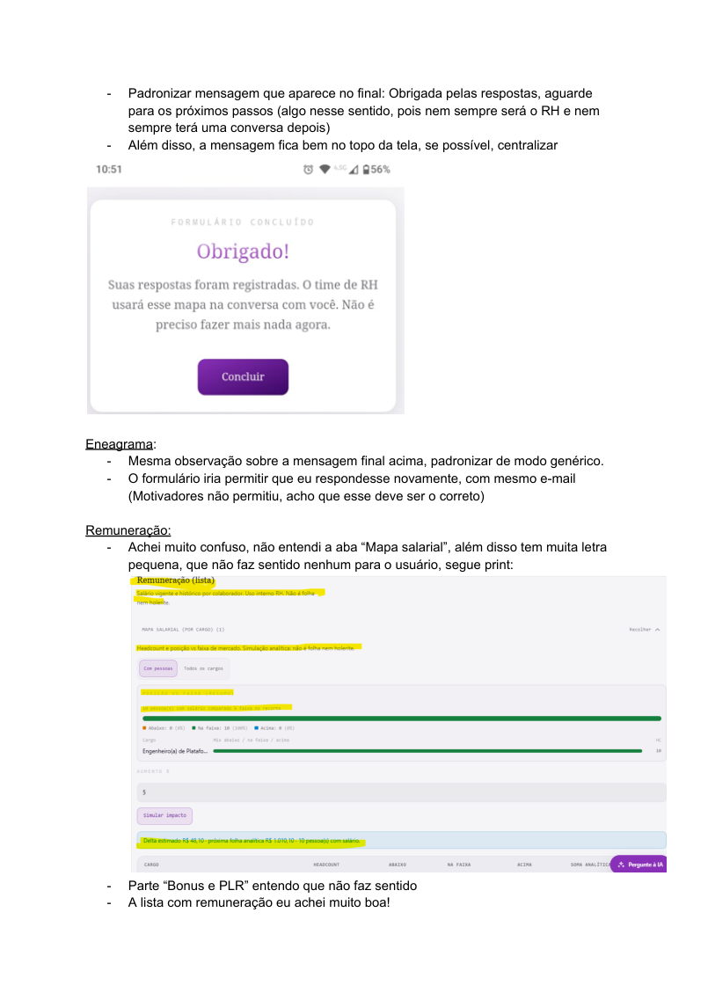 - Padronizar mensagem que aparece no final: Obrigada pelas respostas, aguarde
para os próximos passos (algo nesse sentido, pois nem sempre será o RH e nem
sempre terá uma conversa depois)
- Além disso, a mensagem fica bem no topo da tela, se possível, centralizar
10:51 4,5G 56%
FORMULÁRIO CONCLUÍDO
Obrigado!
Suas respostas foram registradas. O time de RH
usará esse mapa na conversa com você. Não é
preciso fazer mais nada agora.
Concluir
Eneagrama:
- Mesma observação sobre a mensagem final acima, padronizar de modo genérico.
- O formulário iria permitir que eu respondesse novamente, com mesmo e-mail
(Motivadores não permitiu, acho que esse deve ser o correto)
Remuneração:
- Achei muito confuso, não entendi a aba “Mapa salarial”, além disso tem muita letra
pequena, que não faz sentido nenhum para o usuário, segue print:
Remuneração (lista)
Salário vigente e histórico por colaborador. Uso interno RH. Não é folha
nem holerite.
MAPA SALARIAL (POR CARGO) (1) Recolher
Headcount e posição vs faixa de mercado. Simulação analítica: não é folha nem holerite.
Com pessoas Todos os cargos
10 pessoa(s) com salário comparado à faixa no recorte
Abaixo: 0 (0%) Na faixa: 10 (100%) Acima: 0 (0%)
Cargo Mix abaixo / na faixa / acima HC
Engenheiro(a) de Platafo... 10
AUMENTO %
5
Simular impacto
Delta estimado R$ 48,10 · próxima folha analítica R$ 1.010,10 · 10 pessoa(s) com salário.
CARGO HEADCOUNT ABAIXO NA FAIXA ACIMA SOMA ANALÍTICA Pergunte à IA
- Parte “Bonus e PLR” entendo que não faz sentido
- A lista com remuneração eu achei muito boa!